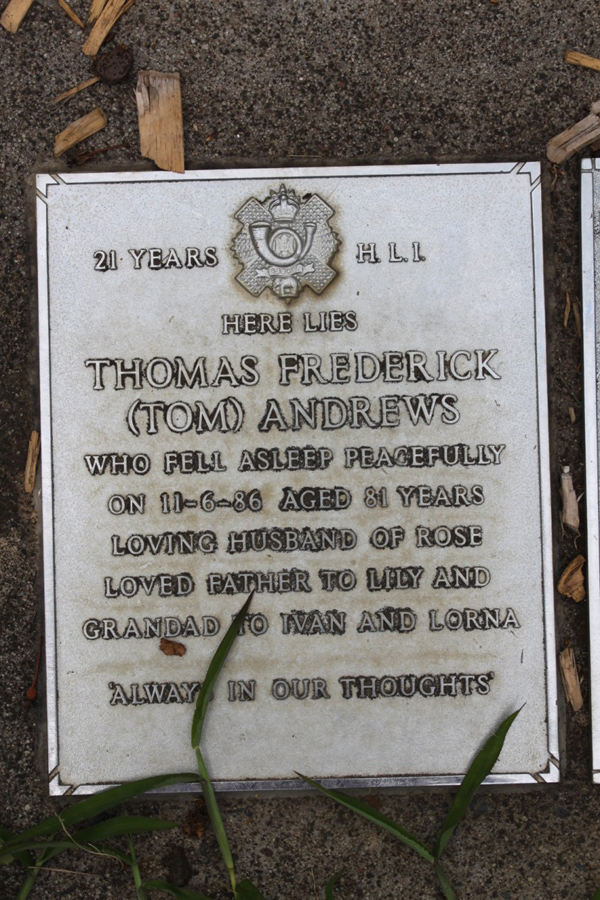 21 YEARS H.L.I.
HERE LIES
THOMAS FREDERICK
(TOM) ANDREWS
WHO FELL ASLEEP PEACEFULLY
ON 11-6-86 AGED 81 YEARS
LOVING HUSBAND OF ROSE
LOVED FATHER TO LILY AND
GRANDAD TO IVAN AND LORNA
'ALWAYS IN OUR THOUGHTS'